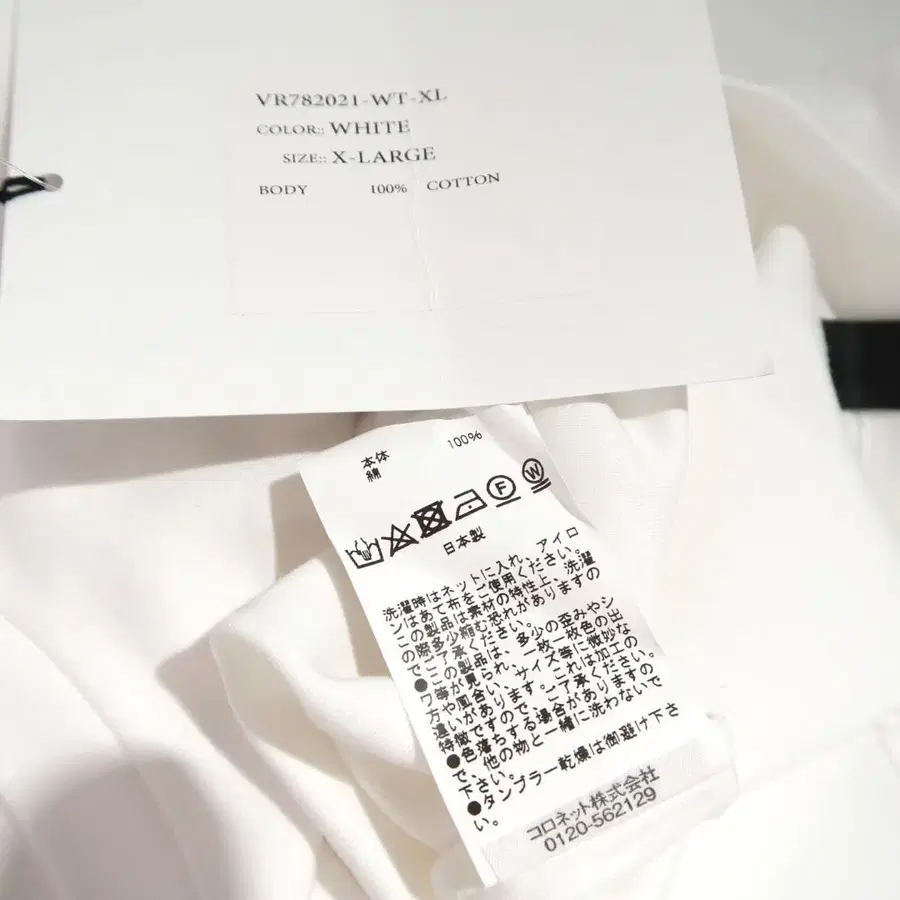 VR782021-WT-XL
COLOR:: WHITE
SIZE:: X-LARGE
BODY 100% COTTON
本体
綿 100%
F W
日本製
洗濯時はネットに入れ、アイロ
ンはあて布をご使用ください。
この製品は素材の特性上、洗濯
の際多少縮む恐れがありますの
でご了承ください。
●この製品は、多少の歪みやシ
ワ等が見られ、一枚一枚色の出
方や風合い、サイズ等に微妙な
違いがあります。これは加工の
特徴ですので、ご了承ください。
●色落ちする場合がありますの
で、他の物と一緒に洗わないで
下さい。
●タンブラー乾燥は御避け下さ
い。
コロネット株式会社
0120-562129